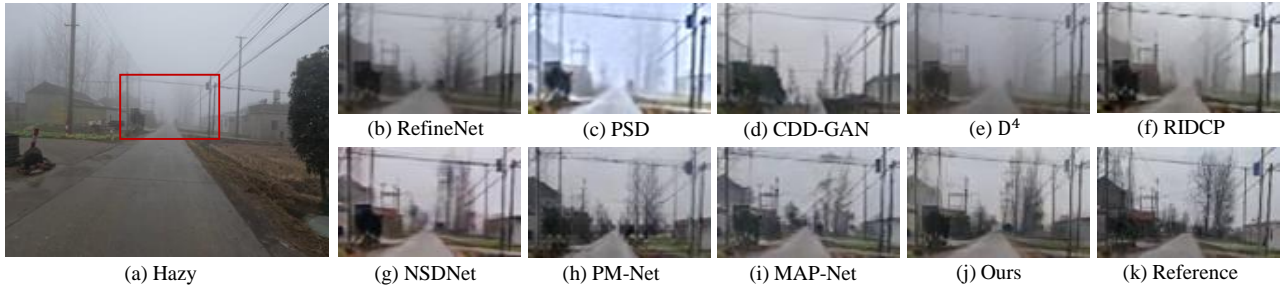 (b) RefineNet
(c) PSD
(d) CDD-GAN
(e) D⁴
(f) RIDCP
(a) Hazy
(g) NSDNet
(h) PM-Net
(i) MAP-Net
(j) Ours
(k) Reference